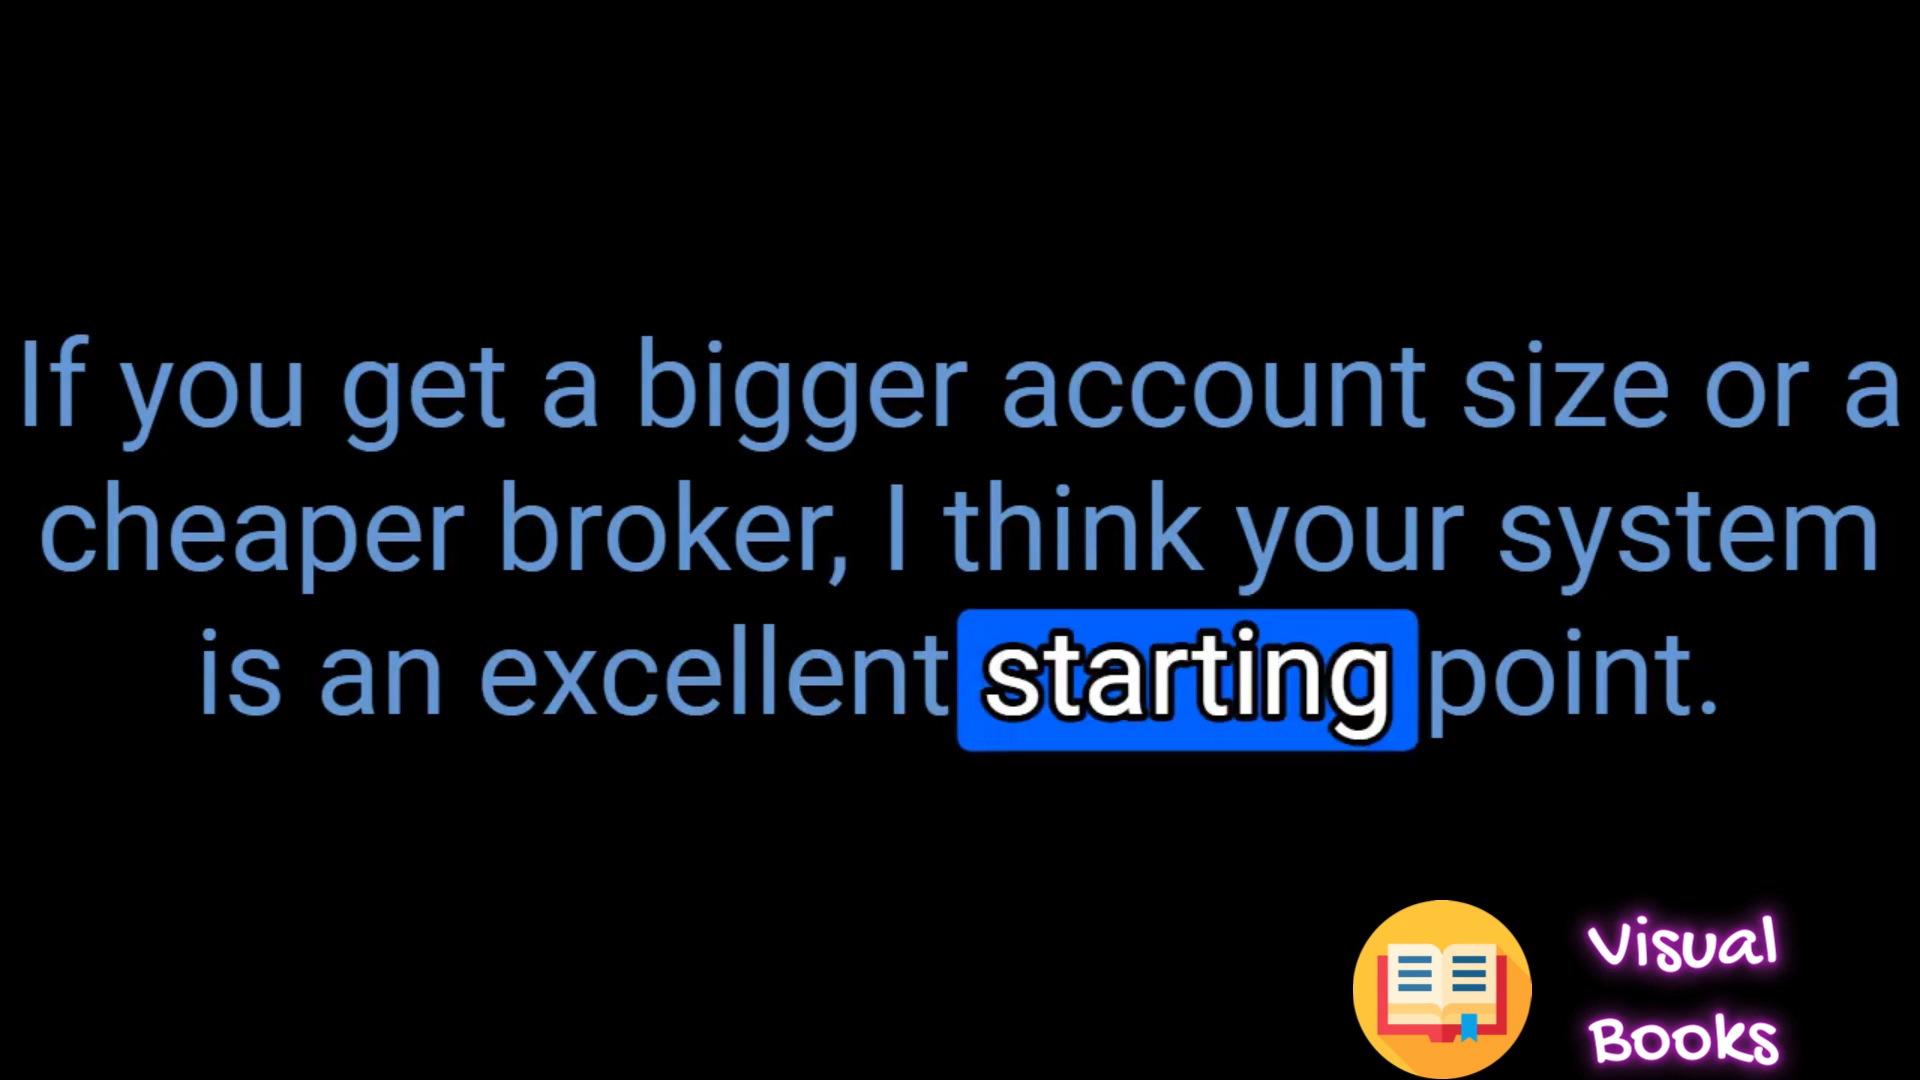 If you get a bigger account size or a
cheaper broker, I think your system
is an excellent starting point.
Visual
Books